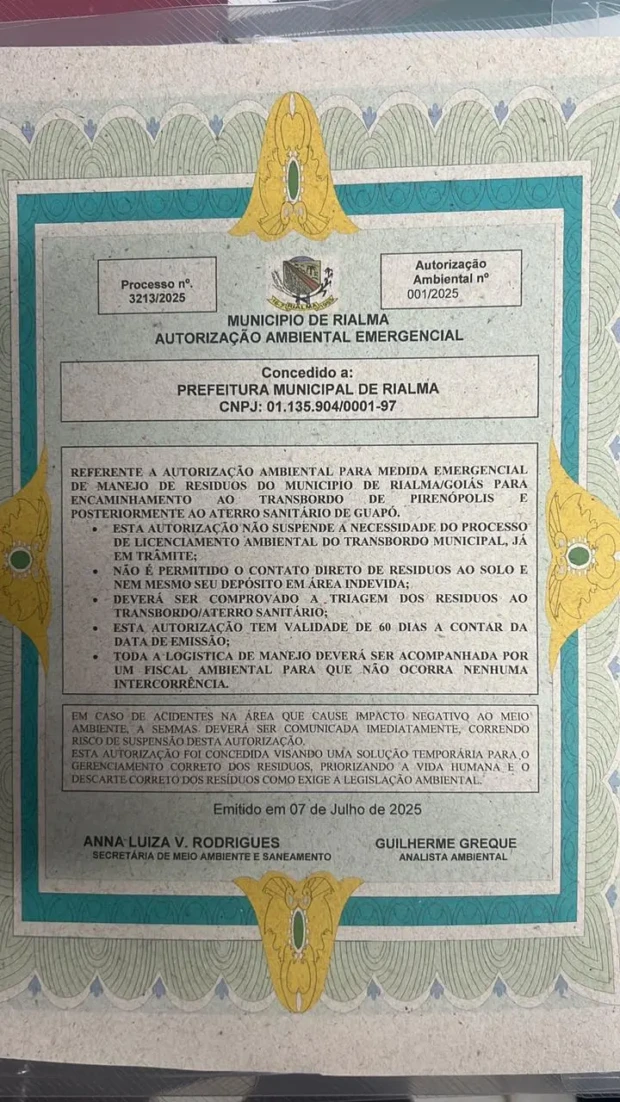 Processo nº.
3213/2025
Autorização
Ambiental nº
001/2025
RIALMA
MUNICIPIO DE RIALMA
AUTORIZAÇÃO AMBIENTAL EMERGENCIAL
Concedido a:
PREFEITURA MUNICIPAL DE RIALMA
CNPJ: 01.135.904/0001-97
REFERENTE A AUTORIZAÇÃO AMBIENTAL PARA MEDIDA EMERGENCIAL
DE MANEJO DE RESIDUOS DO MUNICIPIO DE RIALMA/GOIÁS PARA
ENCAMINHAMENTO AO TRANSBORDO DE PIRENÓPOLIS E
POSTERIORMENTE AO ATERRO SANITÁRIO DE GUAPÓ.
• ESTA AUTORIZAÇÃO NÃO SUSPENDE A NECESSIDADE DO PROCESSO
DE LICENCIAMENTO AMBIENTAL DO TRANSBORDO MUNICIPAL, JÁ
EM TRÂMITE;
• NÃO É PERMITIDO O CONTATO DIRETO DE RESIDUOS AO SOLO E
NEM MESMO SEU DEPÓSITO EM ÁREA INDEVIDA;
• DEVERÁ SER COMPROVADO A TRIAGEM DOS RESIDUOS AO
TRANSBORDO/ATERRO SANITÁRIO;
• ESTA AUTORIZAÇÃO TEM VALIDADE DE 60 DIAS A CONTAR DA
DATA DE EMISSÃO;
• TODA A LOGISTICA DE MANEJO DEVERÁ SER ACOMPANHADA POR
UM FISCAL AMBIENTAL PARA QUE NÃO OCORRA NENHUMA
INTERCORRÊNCIA.
EM CASO DE ACIDENTES NA ÁREA QUE CAUSE IMPACTO NEGATIVO AO MEIO
AMBIENTE, A SEMMAS DEVERÁ SER COMUNICADA IMEDIATAMENTE, CORRENDO
RISCO DE SUSPENSÃO DESTA AUTORIZAÇÃO.
ESTA AUTORIZAÇÃO FOI CONCEDIDA VISANDO UMA SOLUÇÃO TEMPORÁRIA PARA O
GERENCIAMENTO CORRETO DOS RESIDUOS, PRIORIZANDO A VIDA HUMANA E O
DESCARTE CORRETO DOS RESÍDUOS COMO EXIGE A LEGISLAÇÃO AMBIENTAL.
Emitido em 07 de Julho de 2025
ANNA LUIZA V. RODRIGUES
SECRETÁRIA DE MEIO AMBIENTE E SANEAMENTO
GUILHERME GREQUE
ANALISTA AMBIENTAL